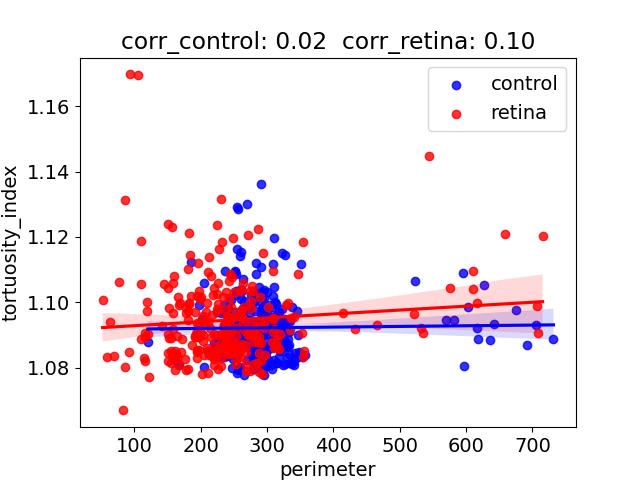 corr_control: 0.02  corr_retina: 0.10
control
retina
tortuosity_index
1.16
1.14
1.12
1.10
1.08
100 200 300 400 500 600 700
perimeter